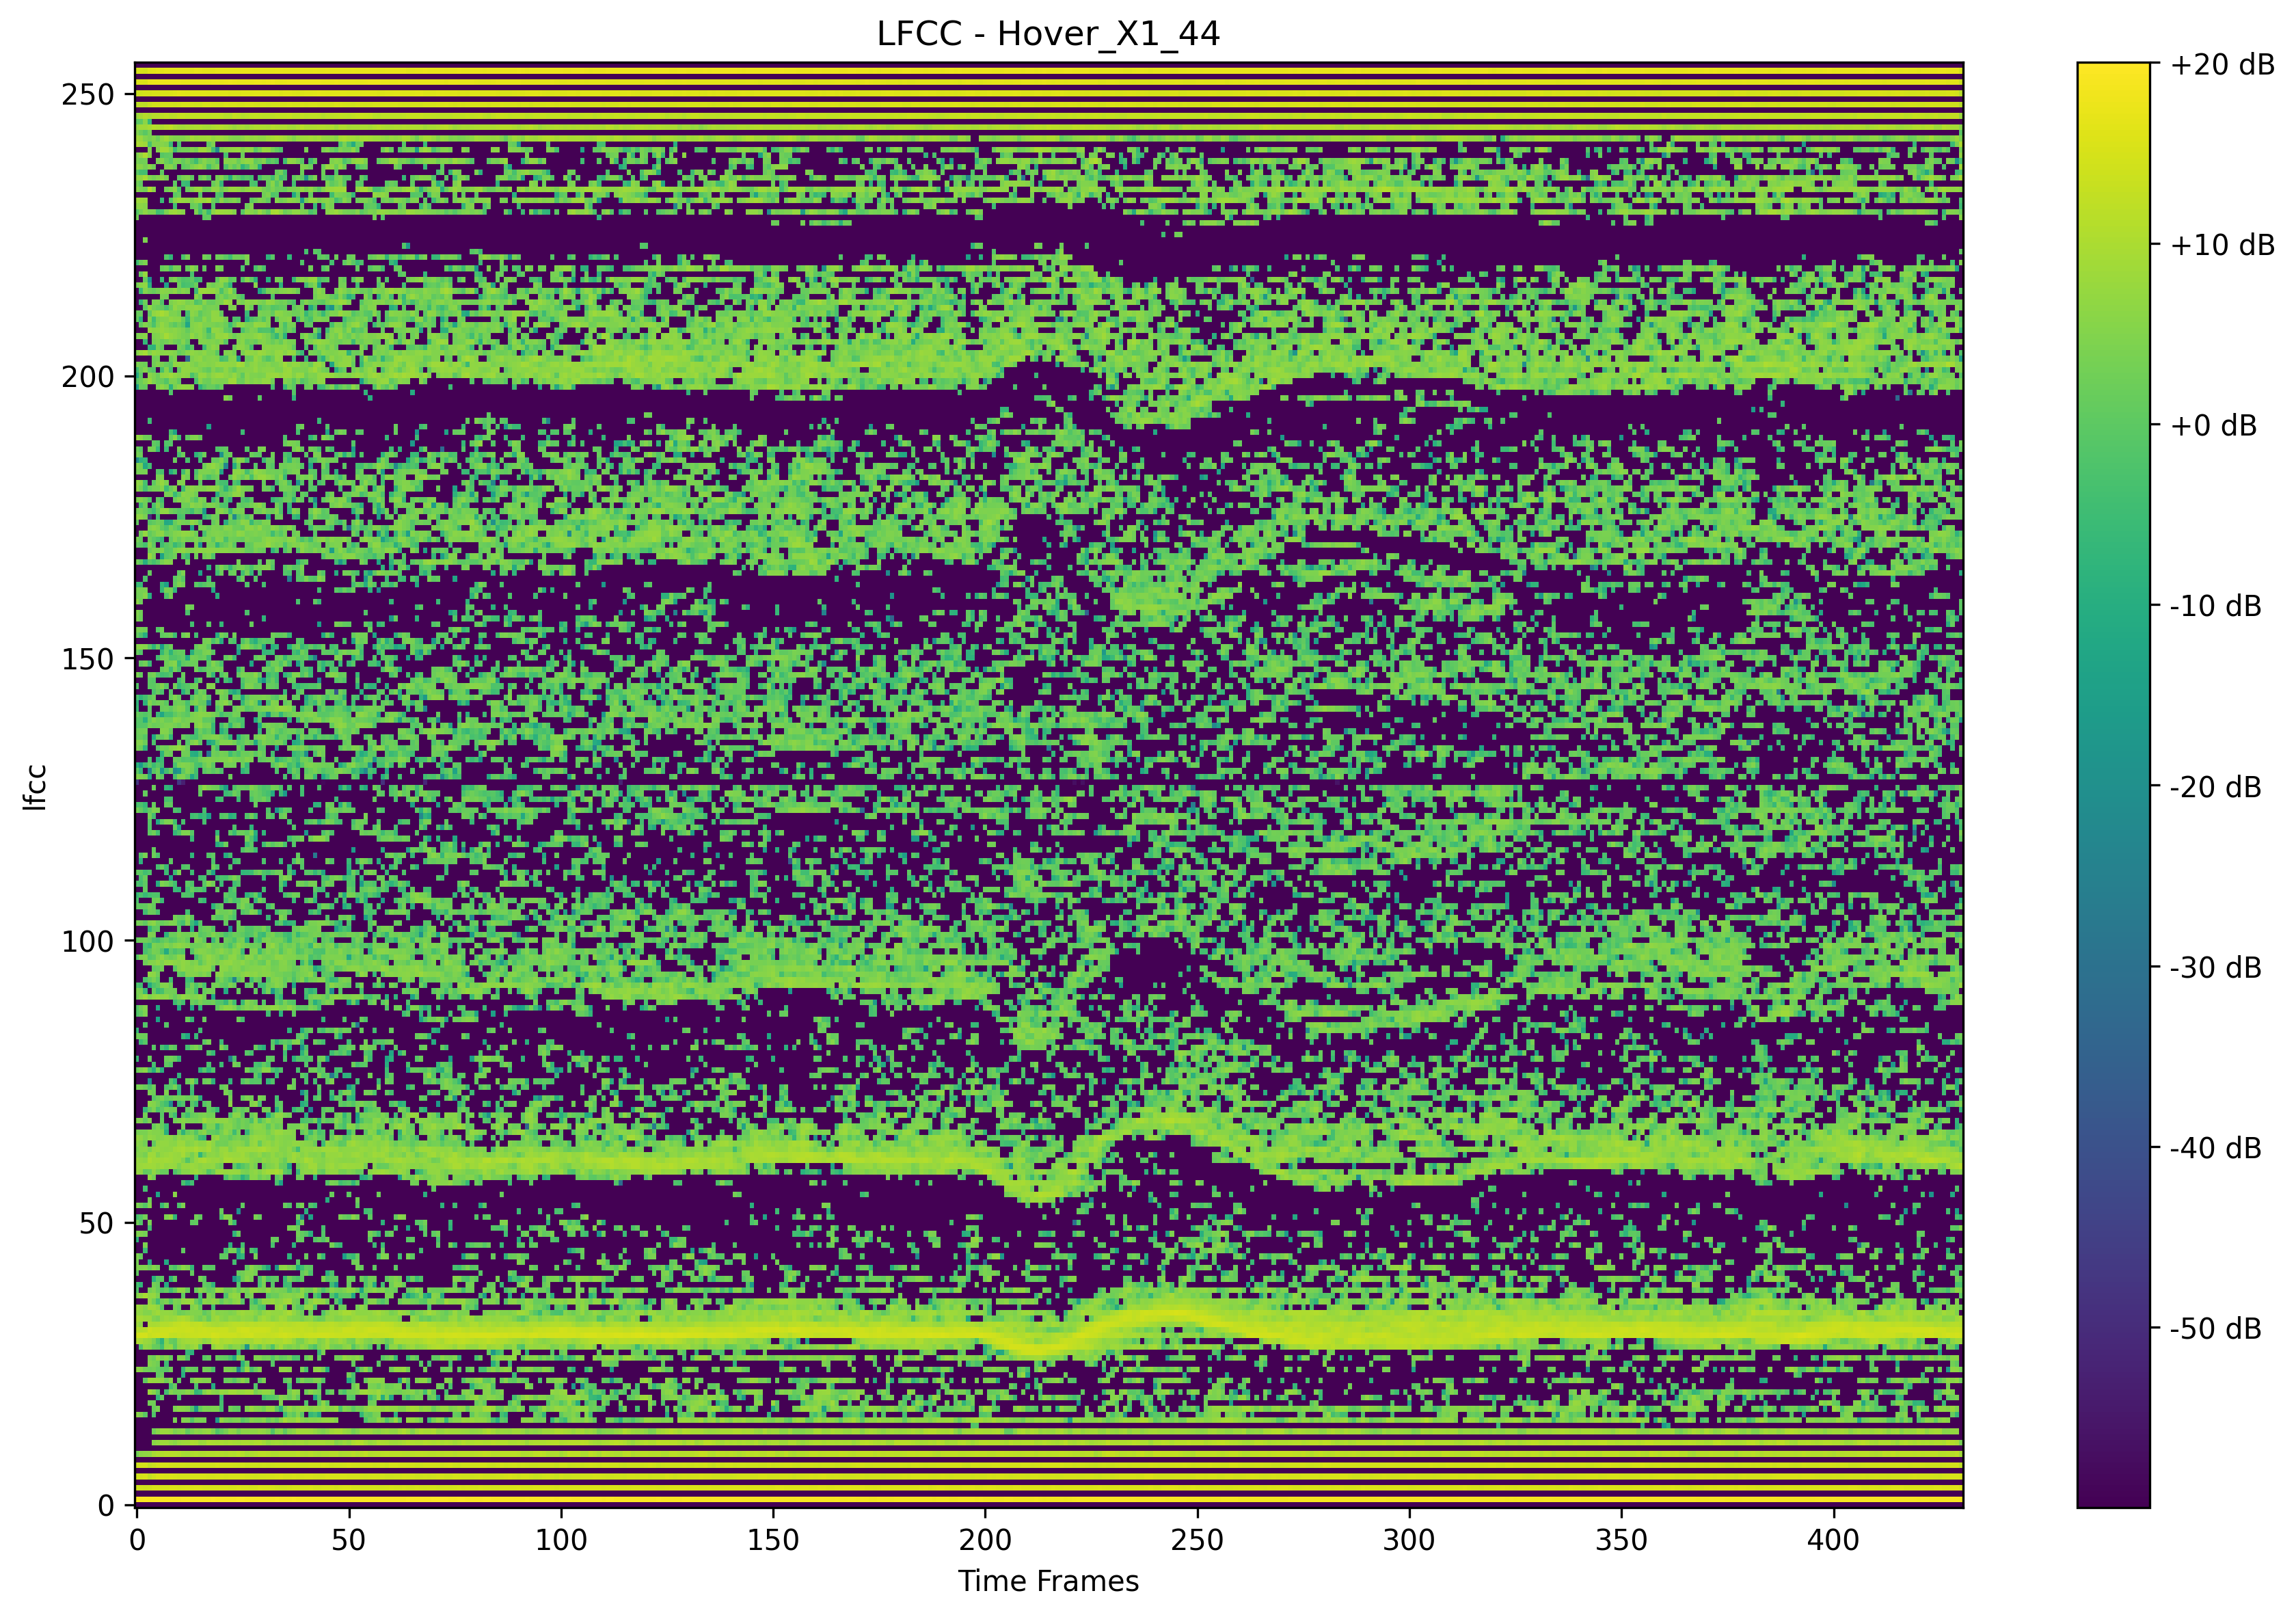 LFCC - Hover_X1_44
250
200
150
100
50
0
lfcc
0 50 100 150 200 250 300 350 400
Time Frames
+20 dB
+10 dB
+0 dB
-10 dB
-20 dB
-30 dB
-40 dB
-50 dB